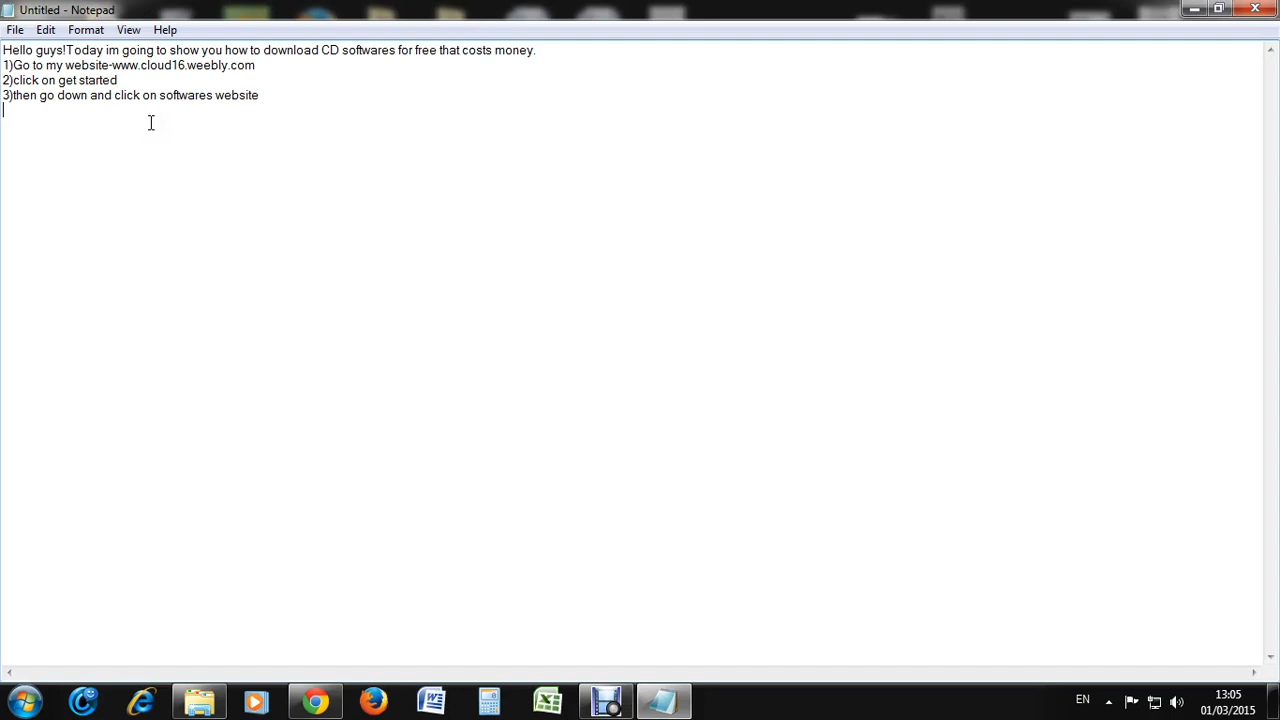 Untitled - Notepad
File Edit Format View Help
Hello guys!Today im going to show you how to download CD softwares for free that costs money.
1)Go to my website-www.cloud16.weebly.com
2)click on get started
3)then go down and click on softwares website
EN
13:05
01/03/2015